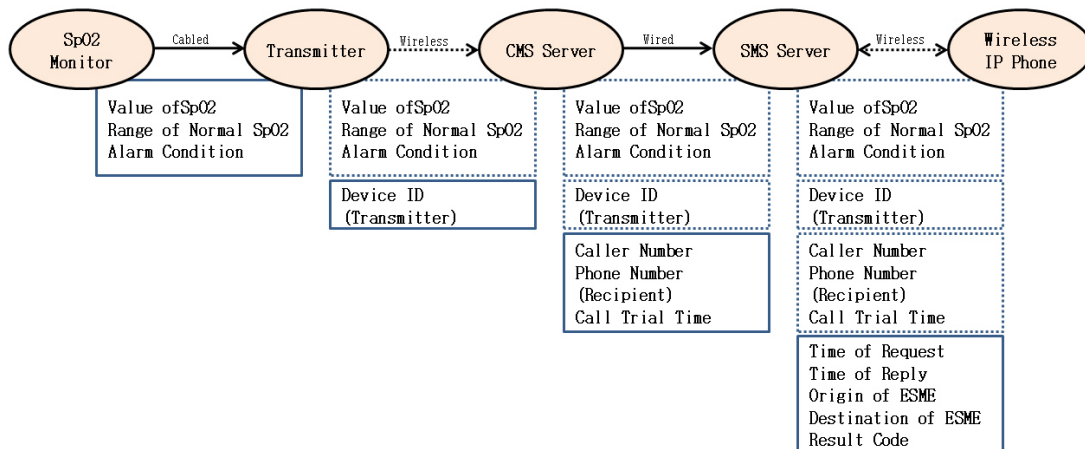 SpO2
Monitor
Cabled
Transmitter
Wireless
CMS Server
Wired
SMS Server
Wireless
Wireless
IP Phone
Value ofSpO2
Range of Normal SpO2
Alarm Condition
Value ofSpO2
Range of Normal SpO2
Alarm Condition
Device ID
(Transmitter)
Value ofSpO2
Range of Normal SpO2
Alarm Condition
Device ID
(Transmitter)
Caller Number
Phone Number
(Recipient)
Call Trial Time
Value ofSpO2
Range of Normal SpO2
Alarm Condition
Device ID
(Transmitter)
Caller Number
Phone Number
(Recipient)
Call Trial Time
Time of Request
Time of Reply
Origin of ESME
Destination of ESME
Result Code